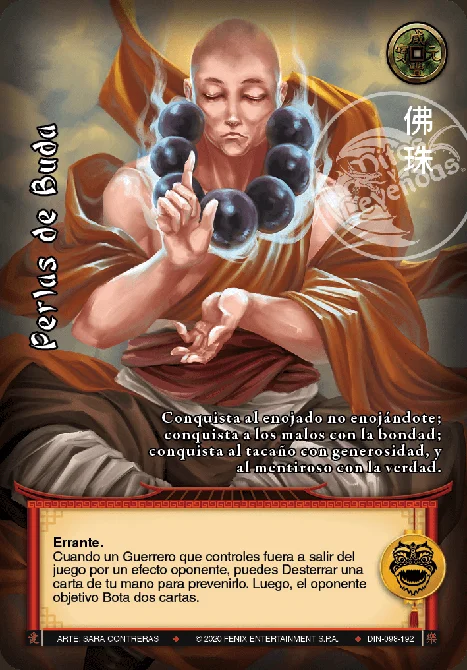 佛
珠
Perlas de Buda
Conquista al enojado no enojándote;
conquista a los malos con la bondad;
conquista al tacaño con generosidad, y
al mentiroso con la verdad.
Errante.
Cuando un Guerrero que controles fuera a salir del
juego por un efecto oponente, puedes Desterrar una
carta de tu mano para prevenirlo. Luego, el oponente
objetivo Bota dos cartas.
ARTE: SARA CONTRERAS ◆ © 2020 FENIX ENTERTAINMENT S.P.A. ◆ DIN-098-192